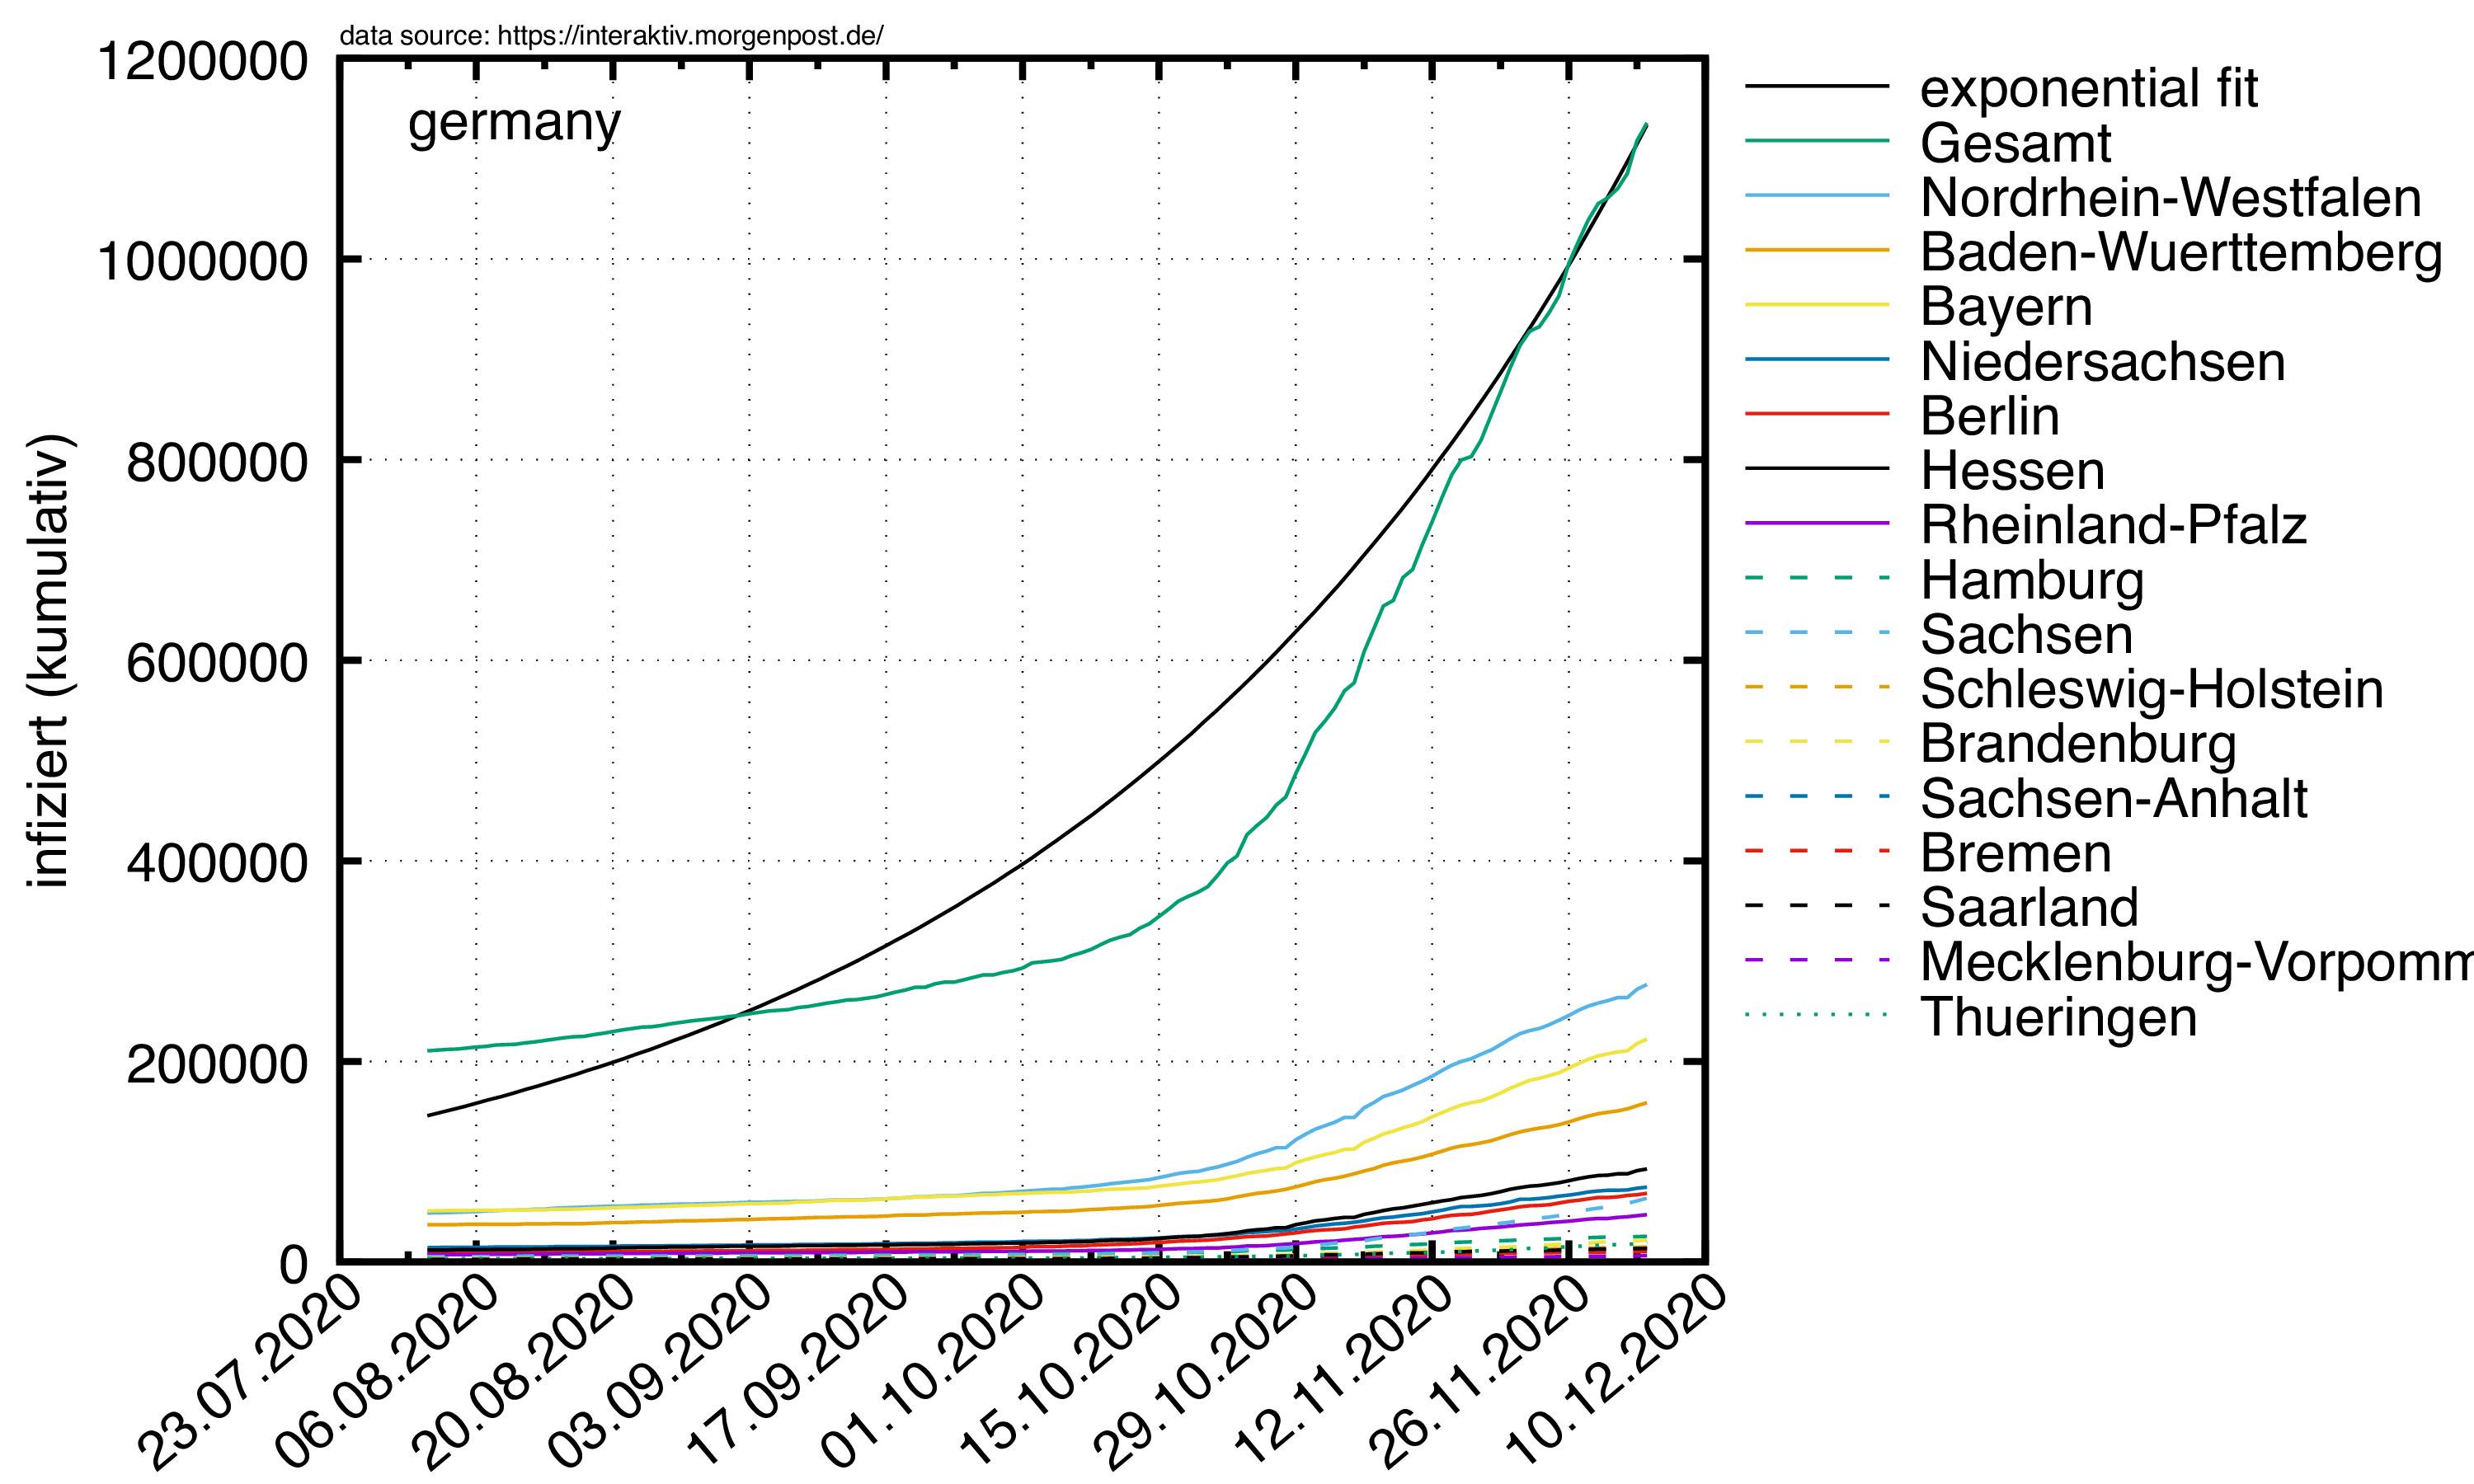 data source: https://interaktiv.morgenpost.de/
germany
infiziert (kumulativ)
1200000
1000000
800000
600000
400000
200000
0
23.07.2020
06.08.2020
20.08.2020
03.09.2020
17.09.2020
01.10.2020
15.10.2020
29.10.2020
12.11.2020
26.11.2020
10.12.2020
exponential fit
Gesamt
Nordrhein-Westfalen
Baden-Wuerttemberg
Bayern
Niedersachsen
Berlin
Hessen
Rheinland-Pfalz
Hamburg
Sachsen
Schleswig-Holstein
Brandenburg
Sachsen-Anhalt
Bremen
Saarland
Mecklenburg-Vorpomm
Thueringen